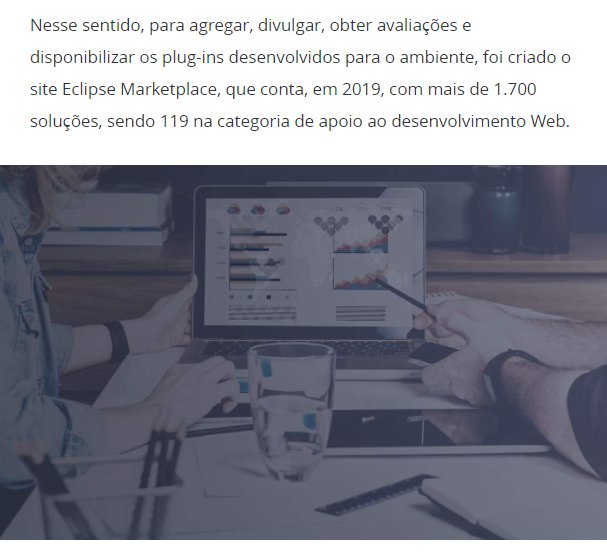 Nesse sentido, para agregar, divulgar, obter avaliações e
disponibilizar os plug-ins desenvolvidos para o ambiente, foi criado o
site Eclipse Marketplace, que conta, em 2019, com mais de 1.700
soluções, sendo 119 na categoria de apoio ao desenvolvimento Web.